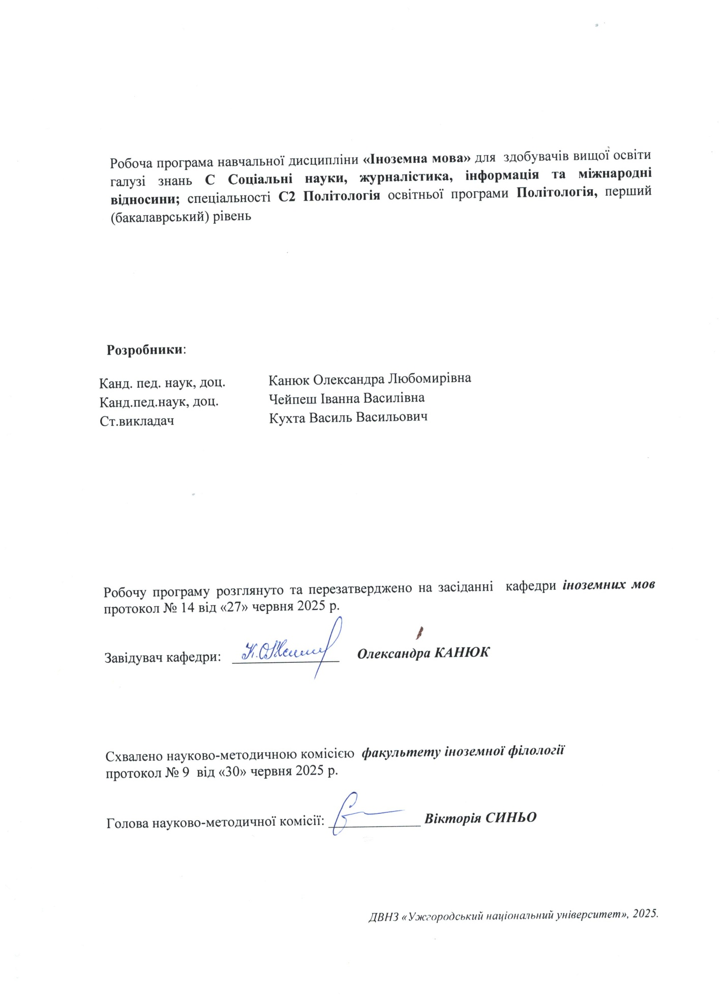 Робоча програма навчальної дисципліни «Іноземна мова» для здобувачів вищої освіти
галузі знань С Соціальні науки, журналістика, інформація та міжнародні
відносини; спеціальності С2 Політологія освітньої програми Політологія, перший
(бакалаврський) рівень
Розробники:
Канд. пед. наук, доц. Канюк Олександра Любомирівна
Канд.пед.наук, доц. Чейпеш Іванна Василівна
Ст.викладач Кухта Василь Васильович
Робочу програму розглянуто та перезатверджено на засіданні кафедри іноземних мов
протокол № 14 від «27» червня 2025 р.
Завідувач кафедри: Олександра КАНЮК
Схвалено науково-методичною комісією факультету іноземної філології
протокол № 9 від «30» червня 2025 р.
Голова науково-методичної комісії: Вікторія СИНЬО
ДВНЗ «Ужгородський національний університет», 2025.